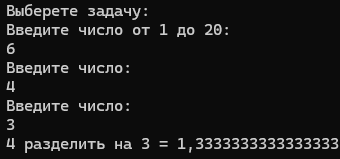 Выберете задачу:
Введите число от 1 до 20:
6
Введите число:
4
Введите число:
3
4 разделить на 3 = 1,3333333333333333